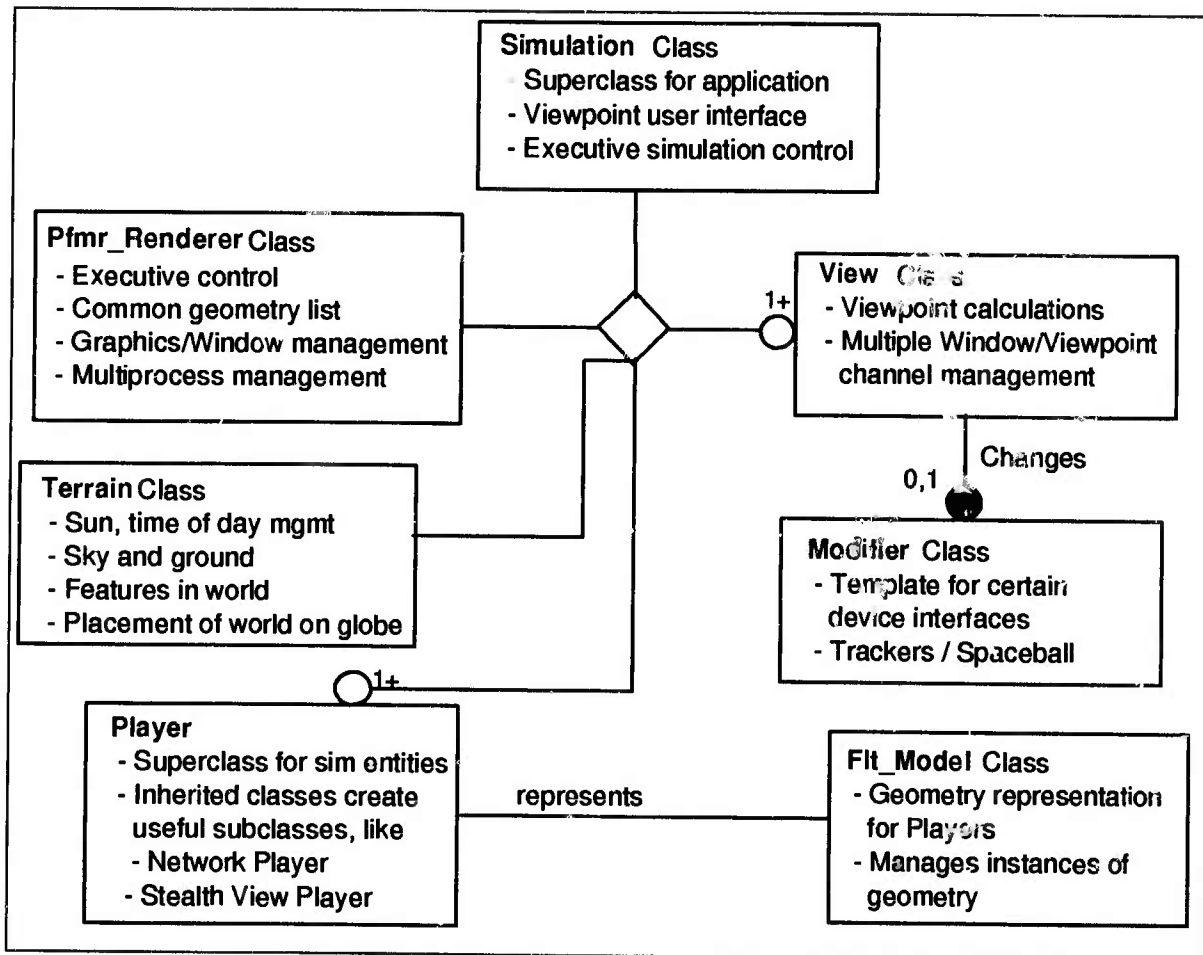 Simulation Class
- Superclass for application
- Viewpoint user interface
- Executive simulation control
Pfmr_Renderer Class
- Executive control
- Common geometry list
- Graphics/Window management
- Multiprocess management
1+
View Class
- Viewpoint calculations
- Multiple Window/Viewpoint
channel management
Changes
0,1
Terrain Class
- Sun, time of day mgmt
- Sky and ground
- Features in world
- Placement of world on globe
Modifier Class
- Template for certain
device interfaces
- Trackers / Spaceball
1+
Player
- Superclass for sim entities
- Inherited classes create
useful subclasses, like
- Network Player
- Stealth View Player
represents
Flt_Model Class
- Geometry representation
for Players
- Manages instances of
geometry